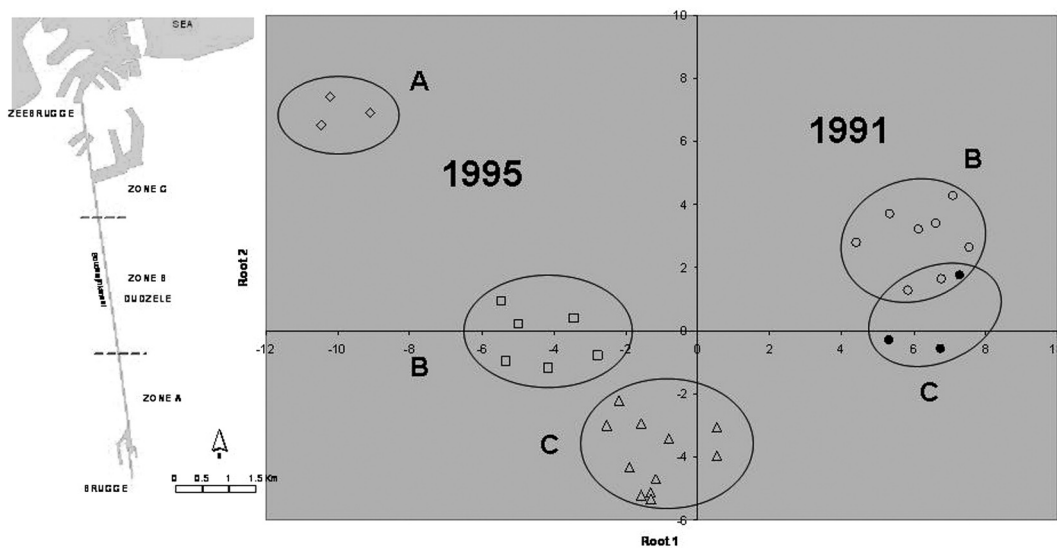 SEA
ZEEBRUGGE
ZONE C
ZONE B
DUDZELE
ZONE A
BRUGGE
0 0.5 1 1.5 Km
10
8
6
4
2
0
-2
-4
-6
-12 -10 -8 -6 -4 -2 0 2 4 6 8 10
Root 2
Root 1
A
1995
B
C
1991
B
C